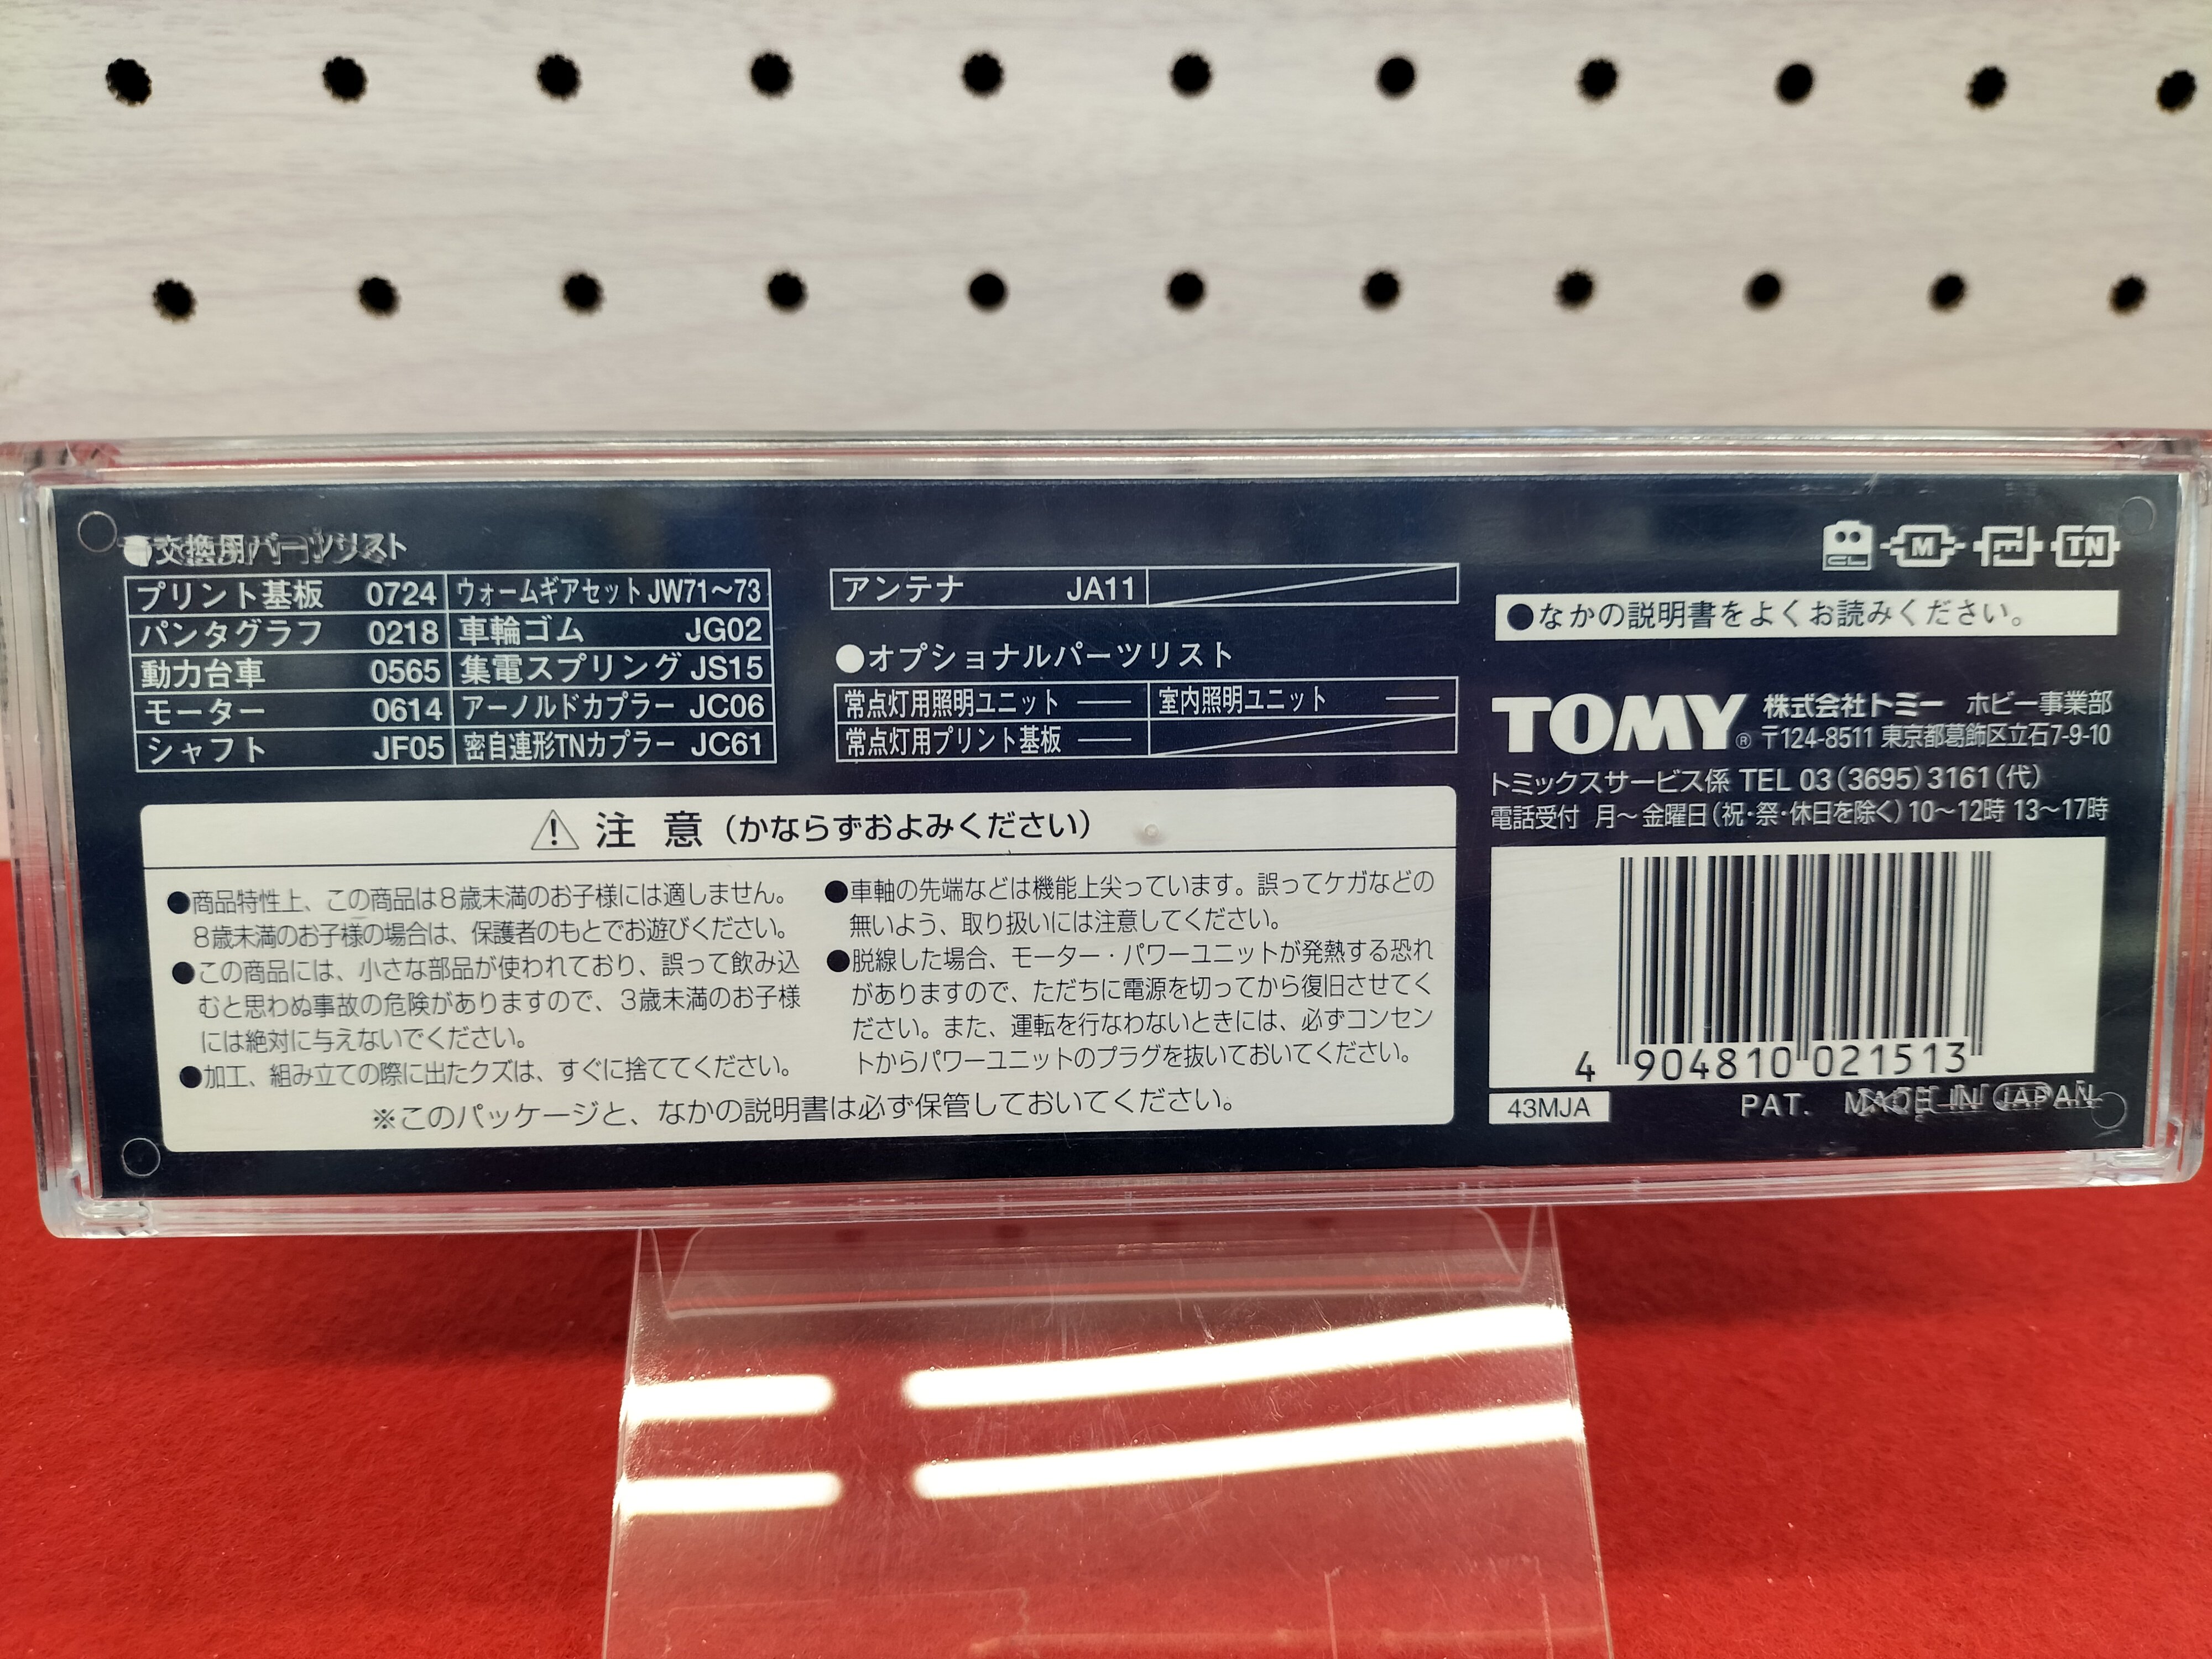 ●交換用パーツリスト
プリント基板 0724 ウォームギアセット JW71～73
パンタグラフ 0218 車輪ゴム JG02
動力台車 0565 集電スプリング JS15
モーター 0614 アーノルドカプラー JC06
シャフト JF05 密自連形TNカプラー JC61
アンテナ JA11
●オプショナルパーツリスト
常点灯用照明ユニット ── 室内照明ユニット ──
常点灯用プリント基板 ──
⚠ 注 意 (かならずおよみください)
●商品特性上、この商品は8歳未満のお子様には適しません。
8歳未満のお子様の場合は、保護者のもとでお遊びください。
●この商品には、小さな部品が使われており、誤って飲み込
むと思わぬ事故の危険がありますので、3歳未満のお子様
には絶対に与えないでください。
●加工、組み立ての際に出たクズは、すぐに捨ててください。
●車軸の先端などは機能上尖っています。誤ってケガなどの
無いよう、取り扱いには注意してください。
●脱線した場合、モーター・パワーユニットが発熱する恐れ
がありますので、ただちに電源を切ってから復旧させてく
ださい。また、運転を行なわないときには、必ずコンセン
トからパワーユニットのプラグを抜いておいてください。
※このパッケージと、なかの説明書は必ず保管しておいてください。
CL M TN
●なかの説明書をよくお読みください。
TOMY® 株式会社トミー ホビー事業部
〒124-8511 東京都葛飾区立石7-9-10
トミックスサービス係 TEL 03(3695)3161(代)
電話受付 月～金曜日(祝・祭・休日を除く)10～12時 13～17時
4 904810 021513
43MJA PAT. MADE IN JAPAN